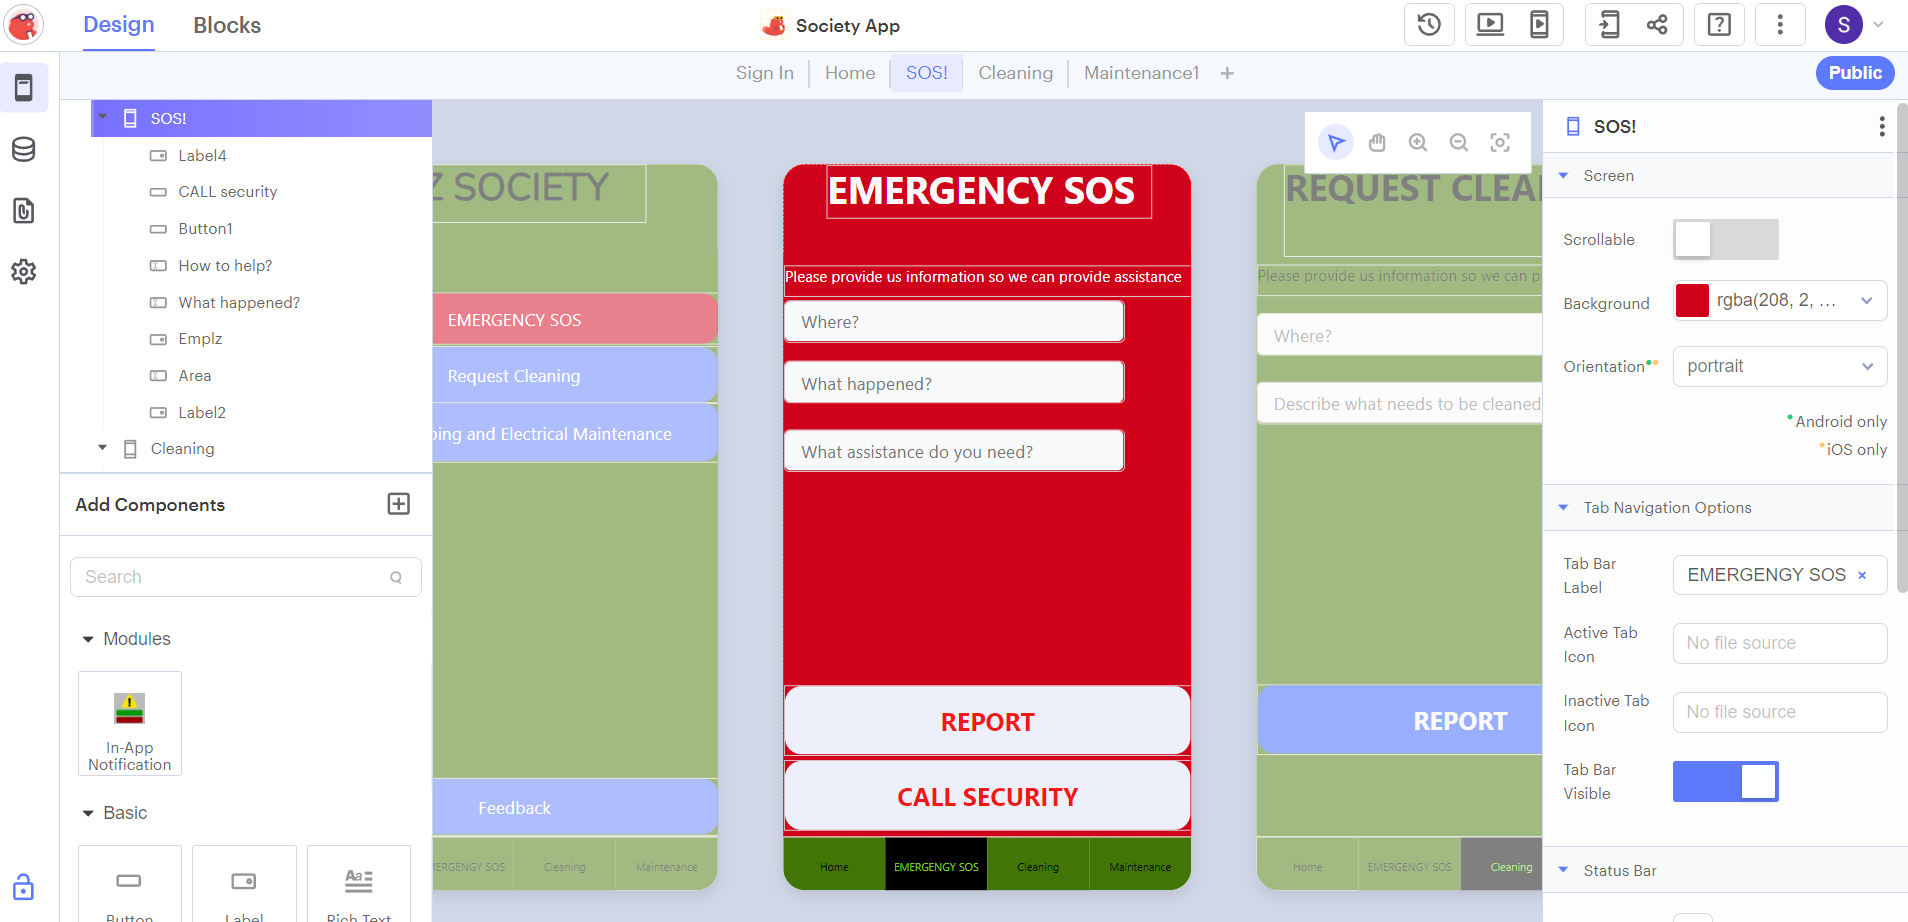 Design
Blocks
Society App
S
Sign In
Home
SOS!
Cleaning
Maintenance1
Public
SOS!
Label4
CALL security
Button1
How to help?
What happened?
Emplz
Area
Label2
Cleaning
Add Components
Search
Modules
In-App
Notification
Basic
Button
Label
Rich Text
Z SOCIETY
EMERGENCY SOS
Request Cleaning
bing and Electrical Maintenance
Feedback
MERGENGY SOS
Cleaning
Maintenance
EMERGENCY SOS
Please provide us information so we can provide assistance
Where?
What happened?
What assistance do you need?
REPORT
CALL SECURITY
Home
EMERGENGY SOS
Cleaning
Maintenance
REQUEST CLEA
Please provide us information so we can p
Where?
Describe what needs to be cleaned
REPORT
Home
EMERGENGY SOS
Cleaning
SOS!
Screen
Scrollable
Background
rgba(208, 2, ...
Orientation
portrait
Android only
*iOS only
Tab Navigation Options
Tab Bar
Label
EMERGENGY SOS ×
Active Tab
Icon
No file source
Inactive Tab
Icon
No file source
Tab Bar
Visible
Status Bar